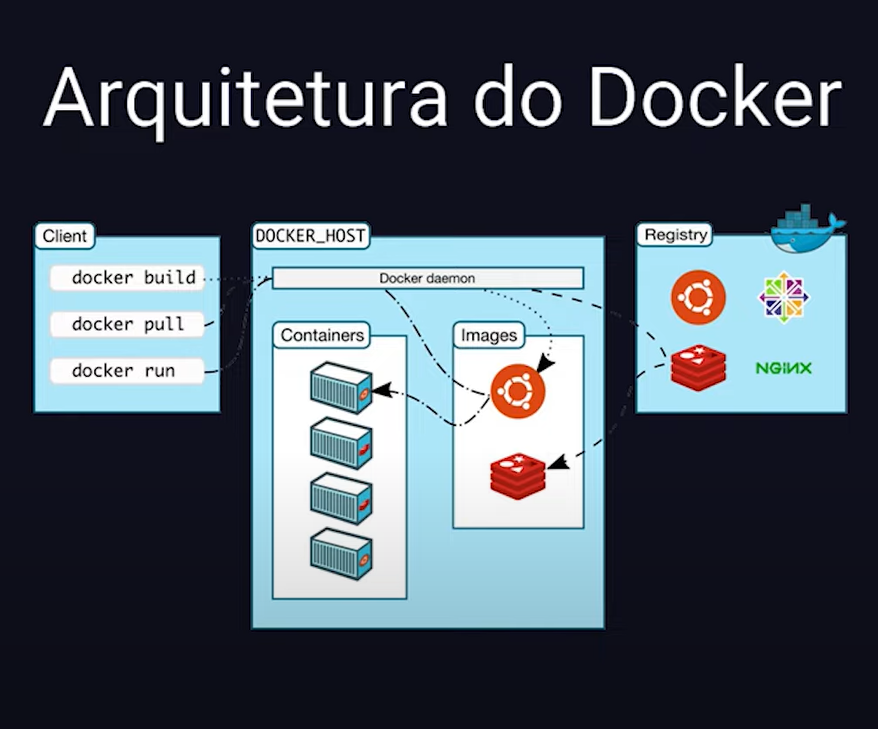 Arquitetura do Docker
Client
docker build
docker pull
docker run
DOCKER_HOST
Docker daemon
Containers
Images
Registry
NGINX